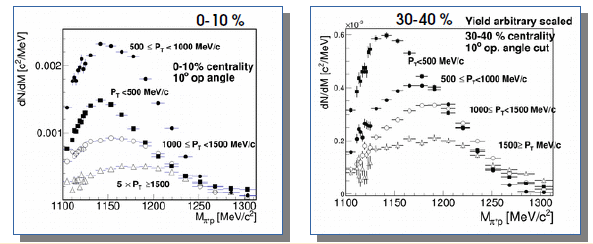 0-10 %
dN/dM [c²/MeV]
0.002
0.001
500 ≤ P_T < 1000 MeV/c
0-10% centrality
10° op angle
P_T <500 MeV/c
1000 ≤ P_T <1500 MeV/c
5 × P_T ≥1500
1100 1150 1200 1250 1300
M_π⁻p [MeV/c²]
30-40 % Yield arbitrary scaled
×10⁻³
30-40 % centrality
10° op. angle cut
dN/dM [c²/MeV]
0.6
0.4
0.2
0
P_T<500 MeV/c
500 ≤ P_T<1000 MeV/c
1000≤ P_T<1500 MeV/c
1500≥ P_T MeV/c
1100 1150 1200 1250 1300
M_π⁻p [MeV/c²]